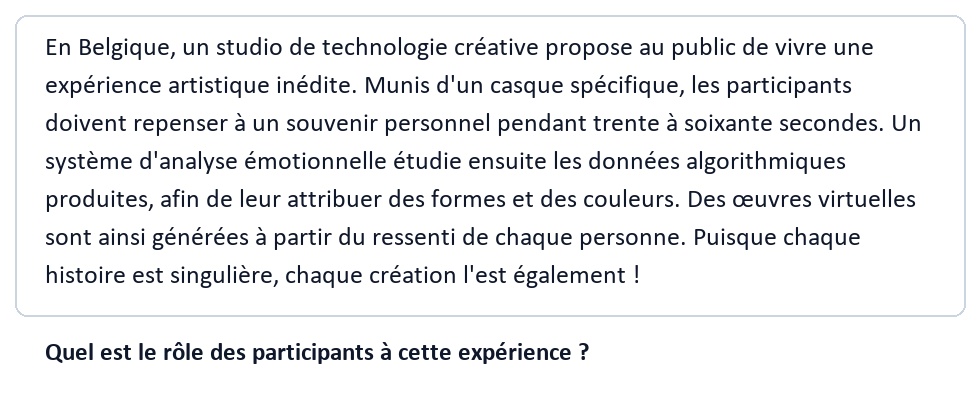 En Belgique, un studio de technologie créative propose au public de vivre une
expérience artistique inédite. Munis d'un casque spécifique, les participants
doivent repenser à un souvenir personnel pendant trente à soixante secondes. Un
système d'analyse émotionnelle étudie ensuite les données algorithmiques
produites, afin de leur attribuer des formes et des couleurs. Des œuvres virtuelles
sont ainsi générées à partir du ressenti de chaque personne. Puisque chaque
histoire est singulière, chaque création l'est également !
Quel est le rôle des participants à cette expérience ?